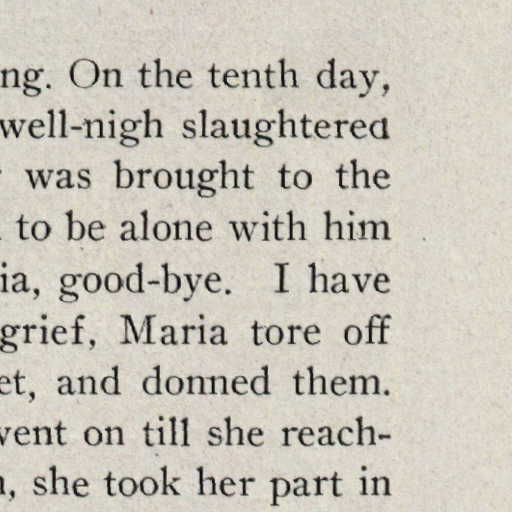 ng. On the tenth day,
well-nigh slaughtered
was brought to the
to be alone with him
ia, good-bye. I have
grief, Maria tore off
et, and donned them.
vent on till she reach-
, she took her part in